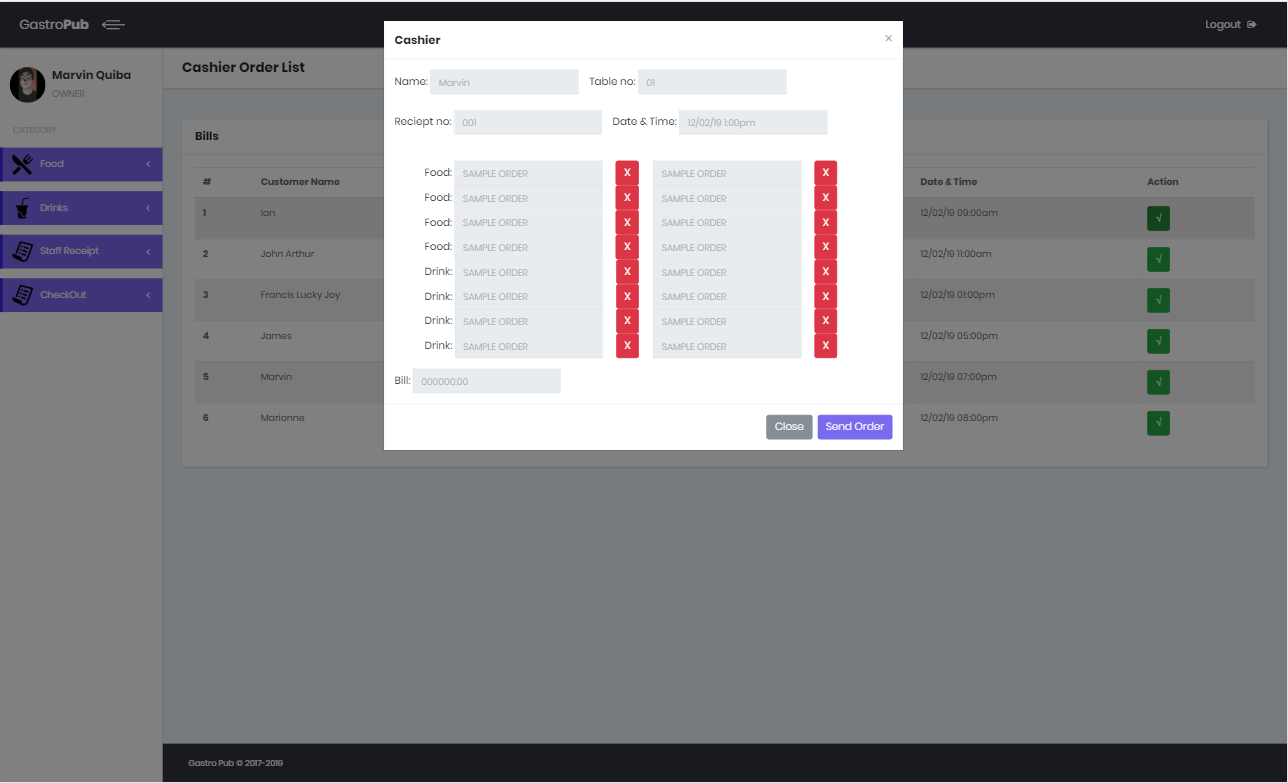 GastroPub
Logout
Cashier
×
Marvin Quiba
OWNER
Cashier Order List
Name: Marvin Table no: 01
Reciept no: 001 Date & Time: 12/02/19 1:00pm
CATEGORY
Food
Drinks
Staff Receipt
CheckOut
Bills
# Customer Name Date & Time Action
1 Ian 12/02/19 09:00am √
2 John Arthur 12/02/19 11:00am √
3 Francis Lucky Joy 12/02/19 01:00pm √
4 James 12/02/19 05:00pm √
5 Marvin 12/02/19 07:00pm √
6 Marionne 12/02/19 08:00pm √
Food: SAMPLE ORDER X SAMPLE ORDER X
Food: SAMPLE ORDER X SAMPLE ORDER X
Food: SAMPLE ORDER X SAMPLE ORDER X
Food: SAMPLE ORDER X SAMPLE ORDER X
Drink: SAMPLE ORDER X SAMPLE ORDER X
Drink: SAMPLE ORDER X SAMPLE ORDER X
Drink: SAMPLE ORDER X SAMPLE ORDER X
Drink: SAMPLE ORDER X SAMPLE ORDER X
Bill: 000000.00
Close Send Order
Gastro Pub © 2017-2019